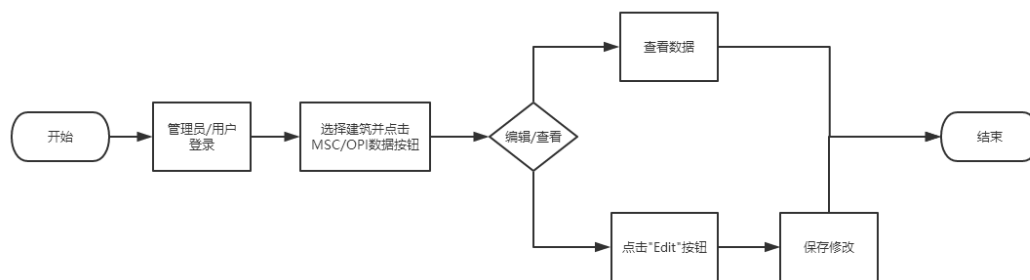 查看数据
开始
管理员/用户
登录
选择建筑并点击
MSC/OPI数据按钮
编辑/查看
结束
点击"Edit"按钮
保存修改